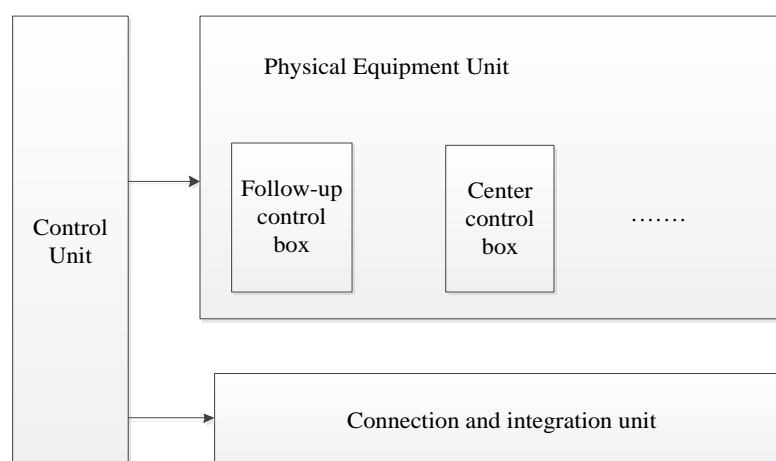 Physical Equipment Unit
Follow-up
control
box
Center
control
box
.......
Control
Unit
Connection and integration unit